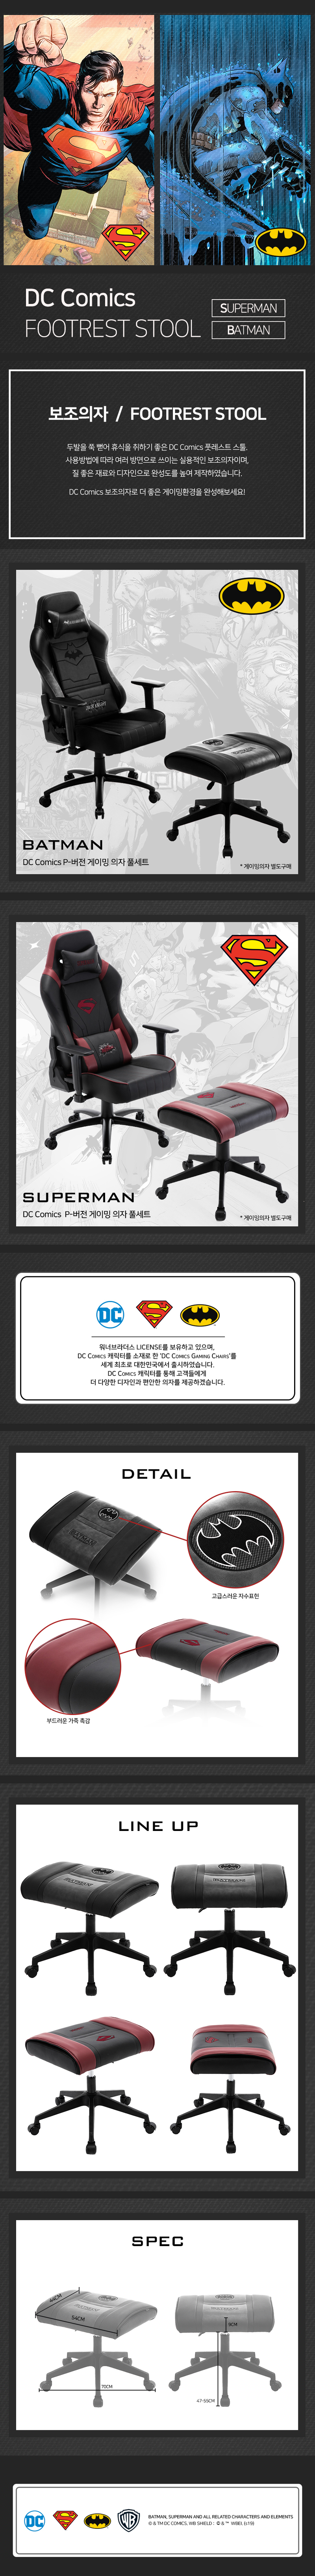 DC Comics
FOOTREST STOOL
SUPERMAN
BATMAN
보조의자 / FOOTREST STOOL
두발을 쭉 뻗어 휴식을 취하기 좋은 DC Comics 풋레스트 스툴.
사용방법에 따라 여러 방면으로 쓰이는 실용적인 보조의자이며,
질 좋은 재료와 디자인으로 완성도를 높여 제작하였습니다.
DC Comics 보조의자로 더 좋은 게이밍환경을 완성해보세요!
BATMAN
DC Comics P-버전 게이밍 의자 풀세트
* 게이밍의자 별도구매
SUPERMAN
DC Comics P-버전 게이밍 의자 풀세트
* 게이밍의자 별도구매
DC
워너브라더스 LICENSE를 보유하고 있으며,
DC COMICS 캐릭터를 소재로 한 'DC COMICS GAMING CHAIRS'를
세계 최초로 대한민국에서 출시하였습니다.
DC COMICS 캐릭터를 통해 고객들에게
더 다양한 디자인과 편안한 의자를 제공하겠습니다.
DETAIL
고급스러운 자수표현
부드러운 가죽 촉감
LINE UP
SPEC
54CM
70CM
8CM
47-55CM
DC
BATMAN, SUPERMAN AND ALL RELATED CHARACTERS AND ELEMENTS
© & TM DC COMICS. WB SHIELD : © & ™ WBEI. (s19)